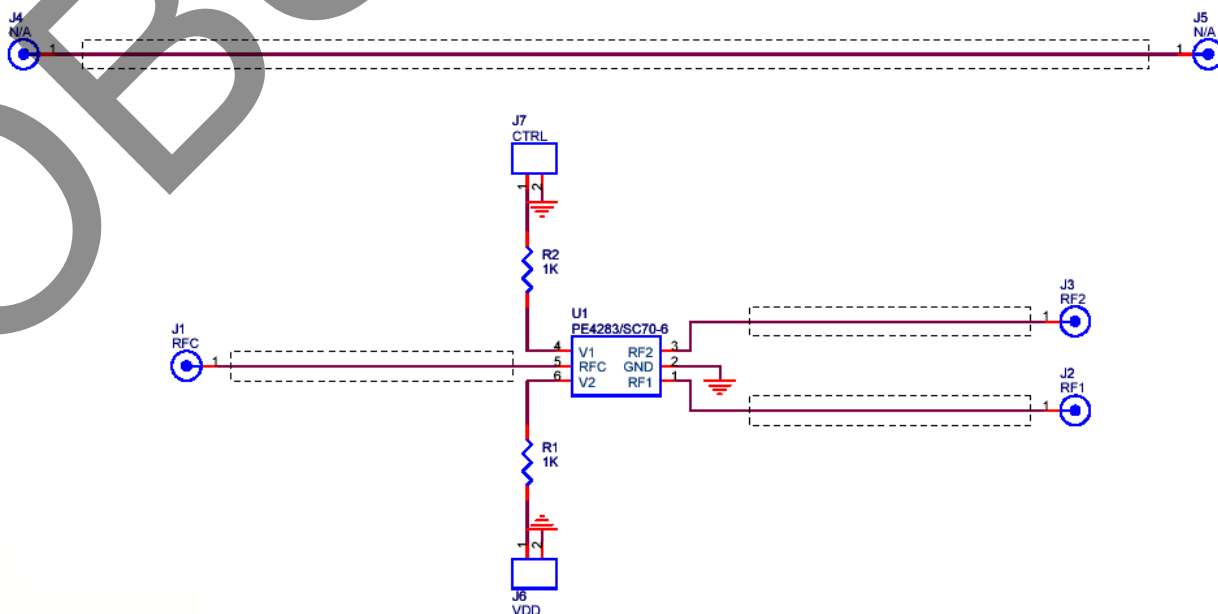 J4
N/A
1
J5
N/A
1
J7
CTRL
1
2
R2
1K
U1
PE4283/SC70-6
4
V1
RF2
3
5
RFC
GND
2
6
V2
RF1
1
J1
RFC
1
J3
RF2
1
J2
RF1
1
R1
1K
1
2
J6
VDD
OB